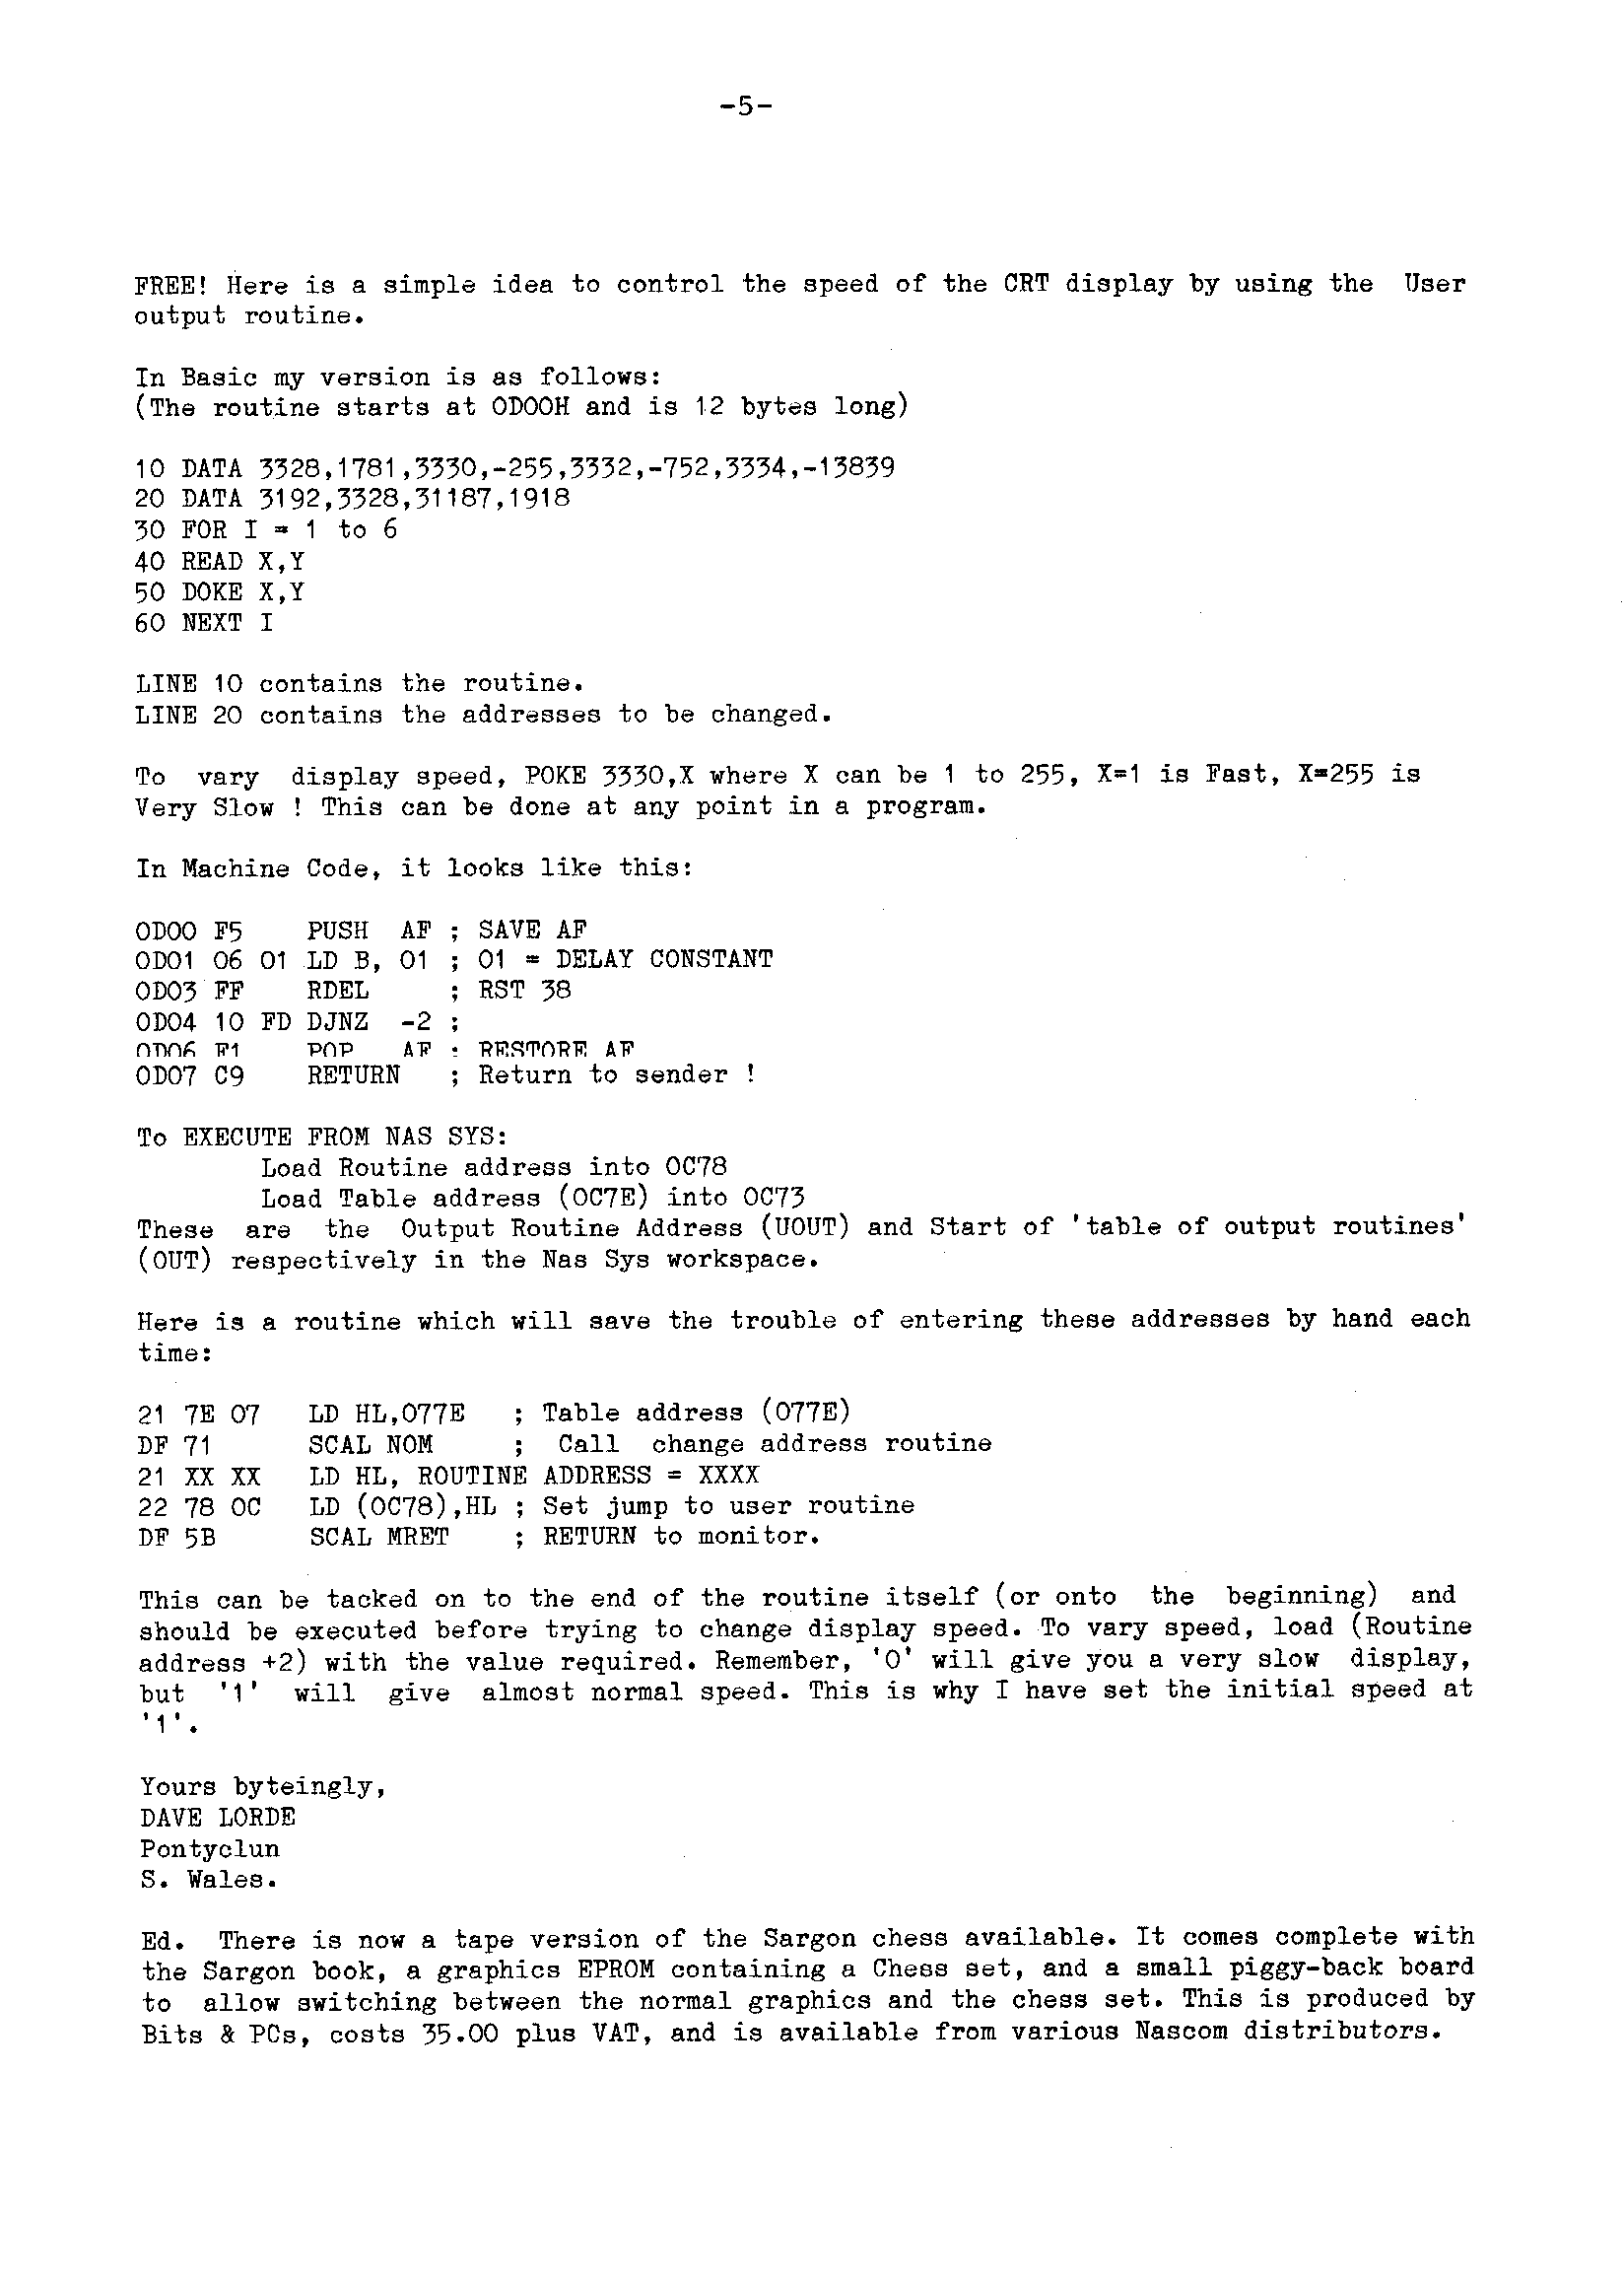 -5-
FREE! Here is a simple idea to control the speed of the CRT display by using the User
output routine.
In Basic my version is as follows:
(The routine starts at 0D00H and is 12 bytes long)
10 DATA 3328,1781,3330,-255,3332,-752,3334,-13839
20 DATA 3192,3328,31187,1918
30 FOR I = 1 to 6
40 READ X,Y
50 DOKE X,Y
60 NEXT I
LINE 10 contains the routine.
LINE 20 contains the addresses to be changed.
To vary display speed, POKE 3330,X where X can be 1 to 255, X=1 is Fast, X=255 is
Very Slow ! This can be done at any point in a program.
In Machine Code, it looks like this:
0D00 F5 PUSH AF ; SAVE AF
0D01 06 01 LD B, 01 ; 01 = DELAY CONSTANT
0D03 FF RDEL ; RST 38
0D04 10 FD DJNZ -2 ;
0D06 F1 POP AF ; RESTORE AF
0D07 C9 RETURN ; Return to sender !
To EXECUTE FROM NAS SYS:
Load Routine address into 0C78
Load Table address (0C7E) into 0C73
These are the Output Routine Address (UOUT) and Start of 'table of output routines'
(OUT) respectively in the Nas Sys workspace.
Here is a routine which will save the trouble of entering these addresses by hand each
time:
21 7E 07 LD HL,077E ; Table address (077E)
DF 71 SCAL NOM ; Call change address routine
21 XX XX LD HL, ROUTINE ADDRESS = XXXX
22 78 0C LD (0C78),HL ; Set jump to user routine
DF 5B SCAL MRET ; RETURN to monitor.
This can be tacked on to the end of the routine itself (or onto the beginning) and
should be executed before trying to change display speed. To vary speed, load (Routine
address +2) with the value required. Remember, '0' will give you a very slow display,
but '1' will give almost normal speed. This is why I have set the initial speed at
'1'.
Yours byteingly,
DAVE LORDE
Pontyclun
S. Wales.
Ed. There is now a tape version of the Sargon chess available. It comes complete with
the Sargon book, a graphics EPROM containing a Chess set, and a small piggy-back board
to allow switching between the normal graphics and the chess set. This is produced by
Bits & PCs, costs 35.00 plus VAT, and is available from various Nascom distributors.